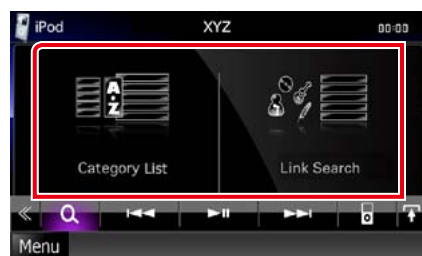 iPod XYZ 00:00
A
Z
Category List Link Search
Menu